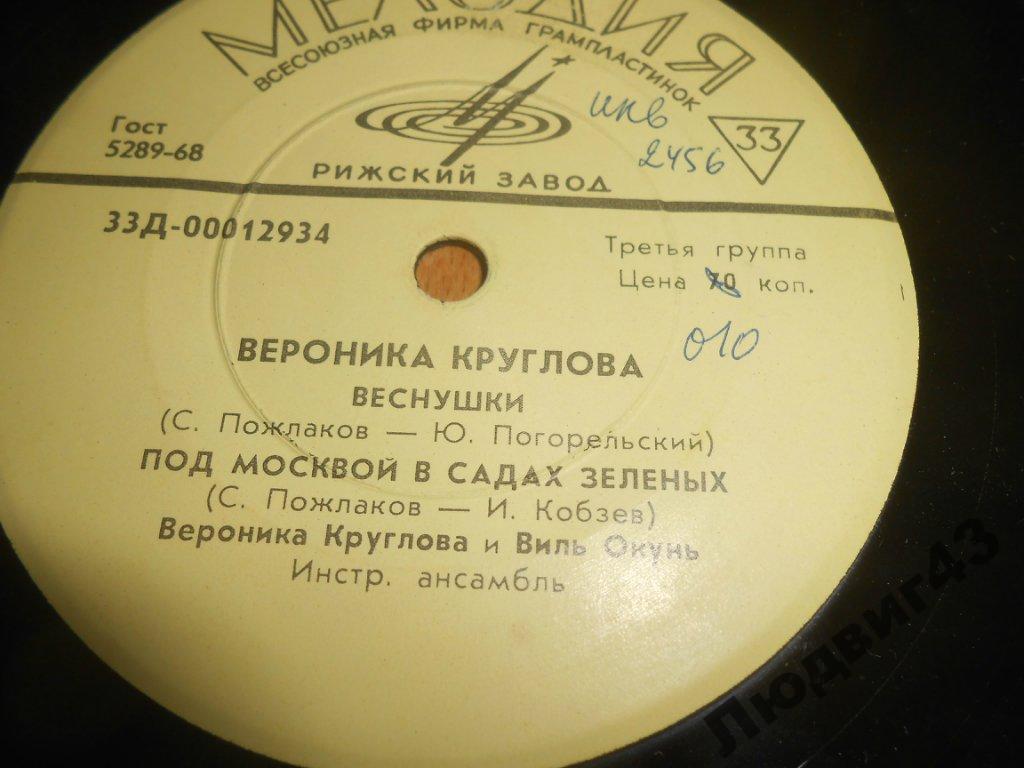 МЕЛОДИЯ
ВСЕСОЮЗНАЯ ФИРМА ГРАМПЛАСТИНОК
Гост
5289-68
РИЖСКИЙ ЗАВОД
инв
2456
33
33Д-00012934
Третья группа
Цена 70 коп.
010
ВЕРОНИКА КРУГЛОВА
ВЕСНУШКИ
(С. Пожлаков — Ю. Погорельский)
ПОД МОСКВОЙ В САДАХ ЗЕЛЕНЫХ
(С. Пожлаков — И. Кобзев)
Вероника Круглова и Виль Окунь
Инстр. ансамбль
Людвиг43